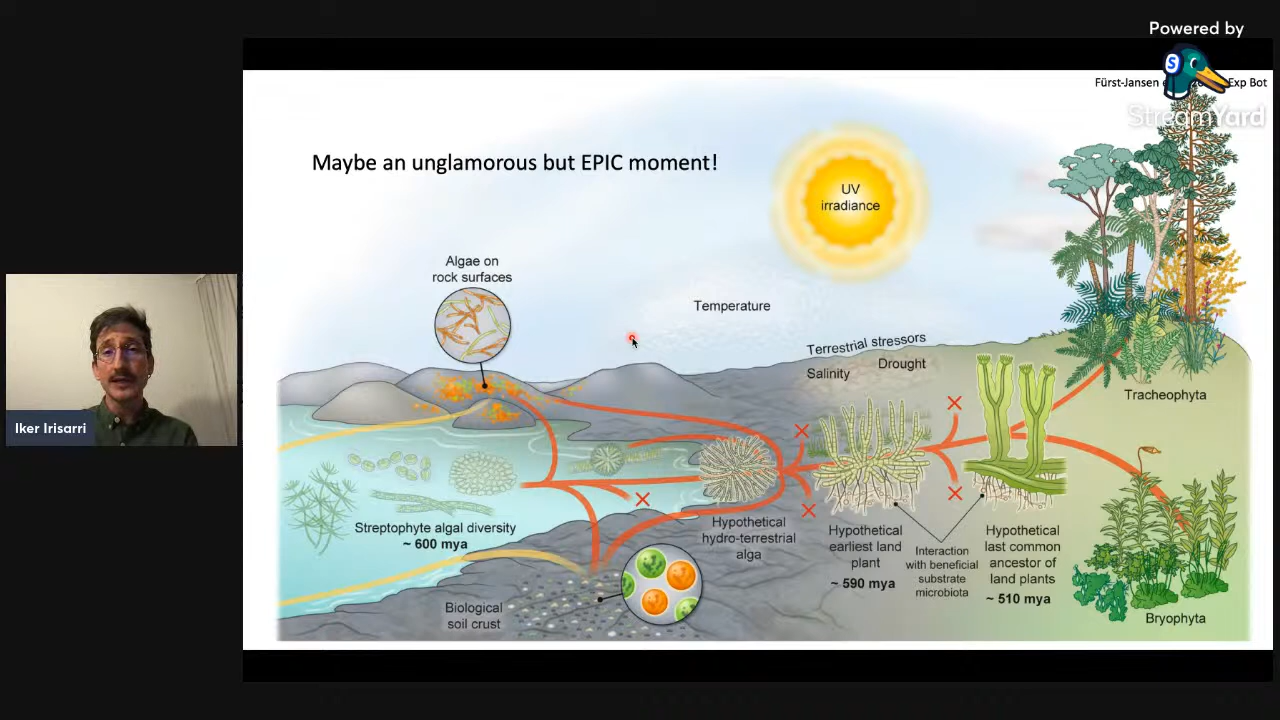 Powered by
StreamYard
Fürst-Jansen
Exp Bot
Maybe an unglamorous but EPIC moment!
UV
irradiance
Algae on
rock surfaces
Temperature
Terrestrial stressors
Salinity
Drought
Tracheophyta
Iker Irisarri
Streptophyte algal diversity
~ 600 mya
Hypothetical
hydro-terrestrial
alga
Hypothetical
earliest land
plant
~ 590 mya
Interaction
with beneficial
substrate
microbiota
Hypothetical
last common
ancestor of
land plants
~ 510 mya
Biological
soil crust
Bryophyta